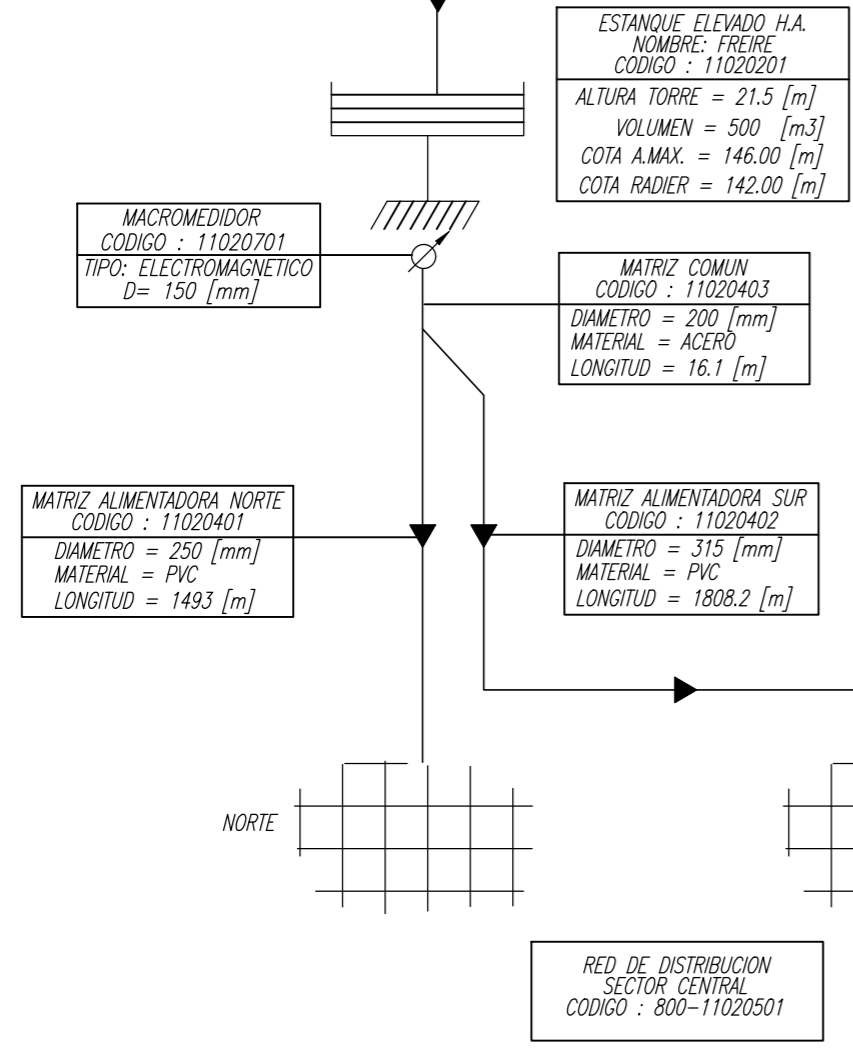 ESTANQUE ELEVADO H.A.
NOMBRE: FREIRE
CODIGO : 11020201
ALTURA TORRE = 21.5 [m]
VOLUMEN = 500 [m3]
COTA A.MAX. = 146.00 [m]
COTA RADIER = 142.00 [m]
MACROMEDIDOR
CODIGO : 11020701
TIPO: ELECTROMAGNETICO
D= 150 [mm]
MATRIZ COMUN
CODIGO : 11020403
DIAMETRO = 200 [mm]
MATERIAL = ACERO
LONGITUD = 16.1 [m]
MATRIZ ALIMENTADORA NORTE
CODIGO : 11020401
DIAMETRO = 250 [mm]
MATERIAL = PVC
LONGITUD = 1493 [m]
MATRIZ ALIMENTADORA SUR
CODIGO : 11020402
DIAMETRO = 315 [mm]
MATERIAL = PVC
LONGITUD = 1808.2 [m]
NORTE
RED DE DISTRIBUCION
SECTOR CENTRAL
CODIGO : 800-11020501